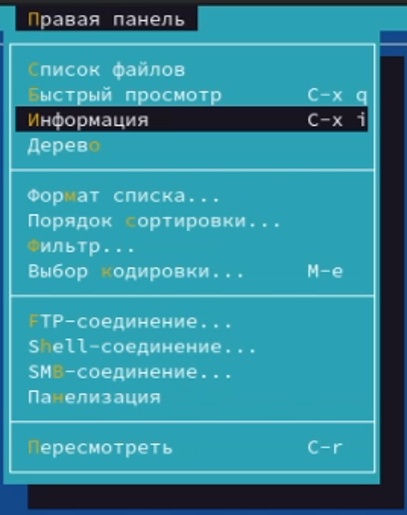 Правая панель
Список файлов
Быстрый просмотр C-x q
Информация C-x i
Дерево
Формат списка...
Порядок сортировки...
Фильтр...
Выбор кодировки... M-e
FTP-соединение...
Shell-соединение...
SMB-соединение...
Панелизация
Пересмотреть C-r